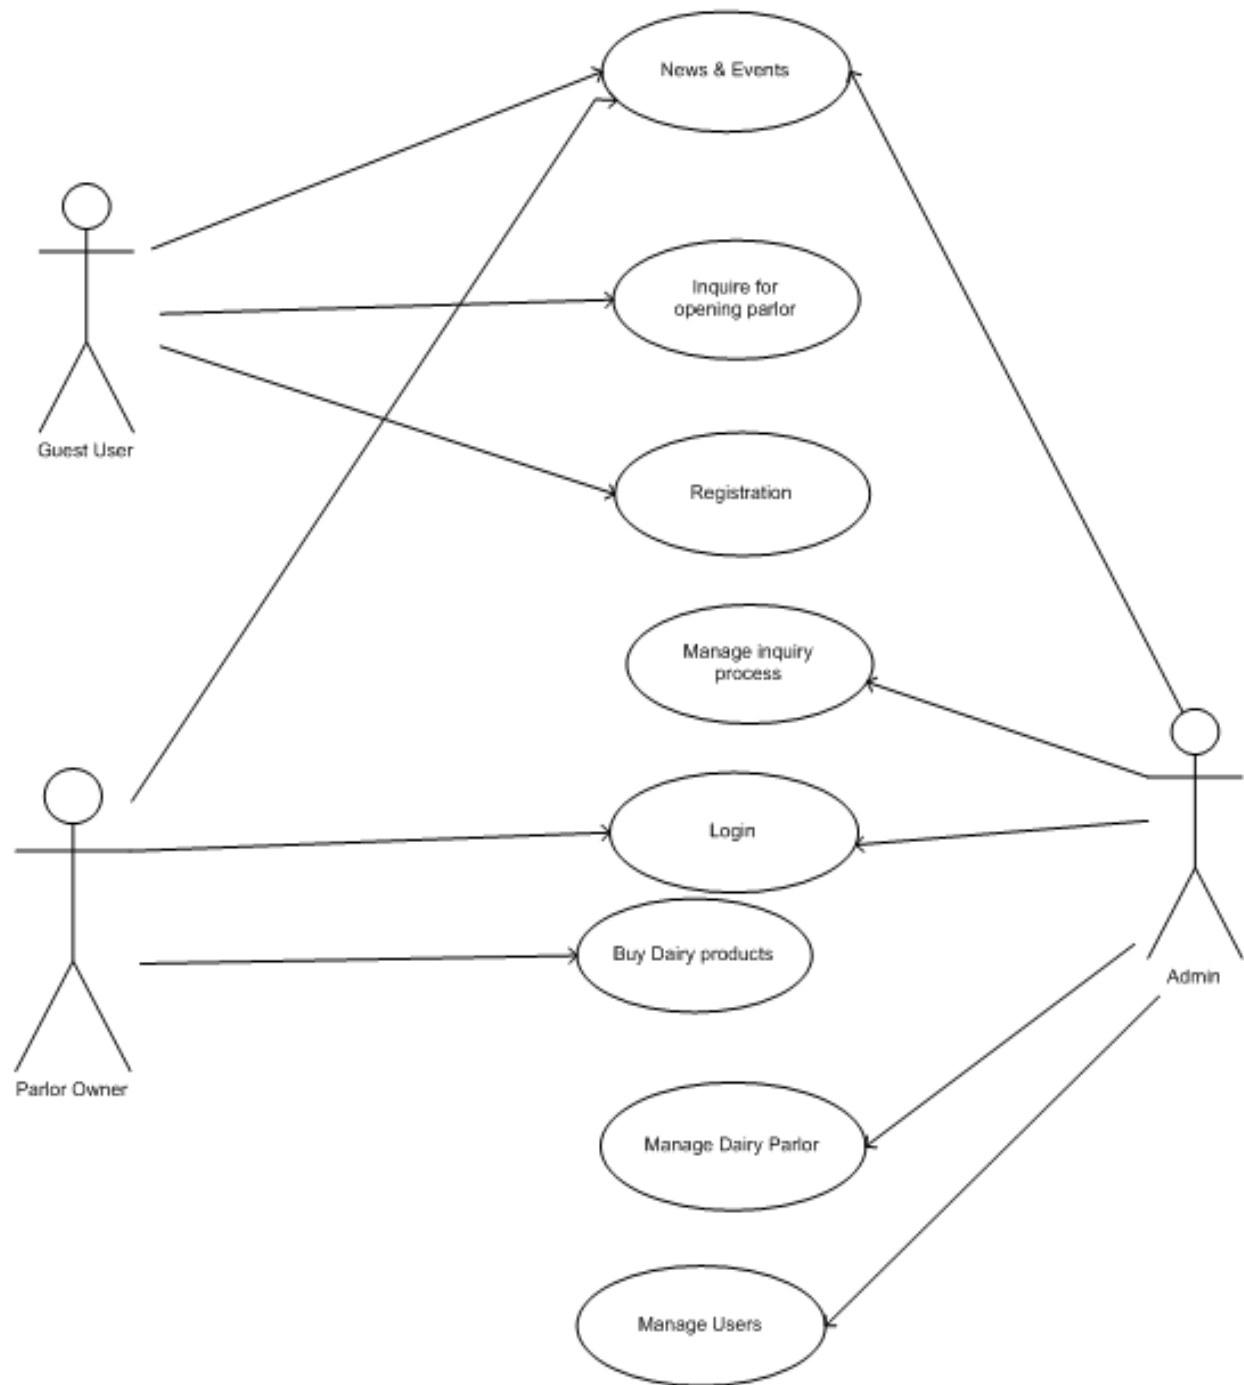 News & Events
Inquire for
opening parlor
Guest User
Registration
Manage inquiry
process
Login
Buy Dairy products
Admin
Parlor Owner
Manage Dairy Parlor
Manage Users